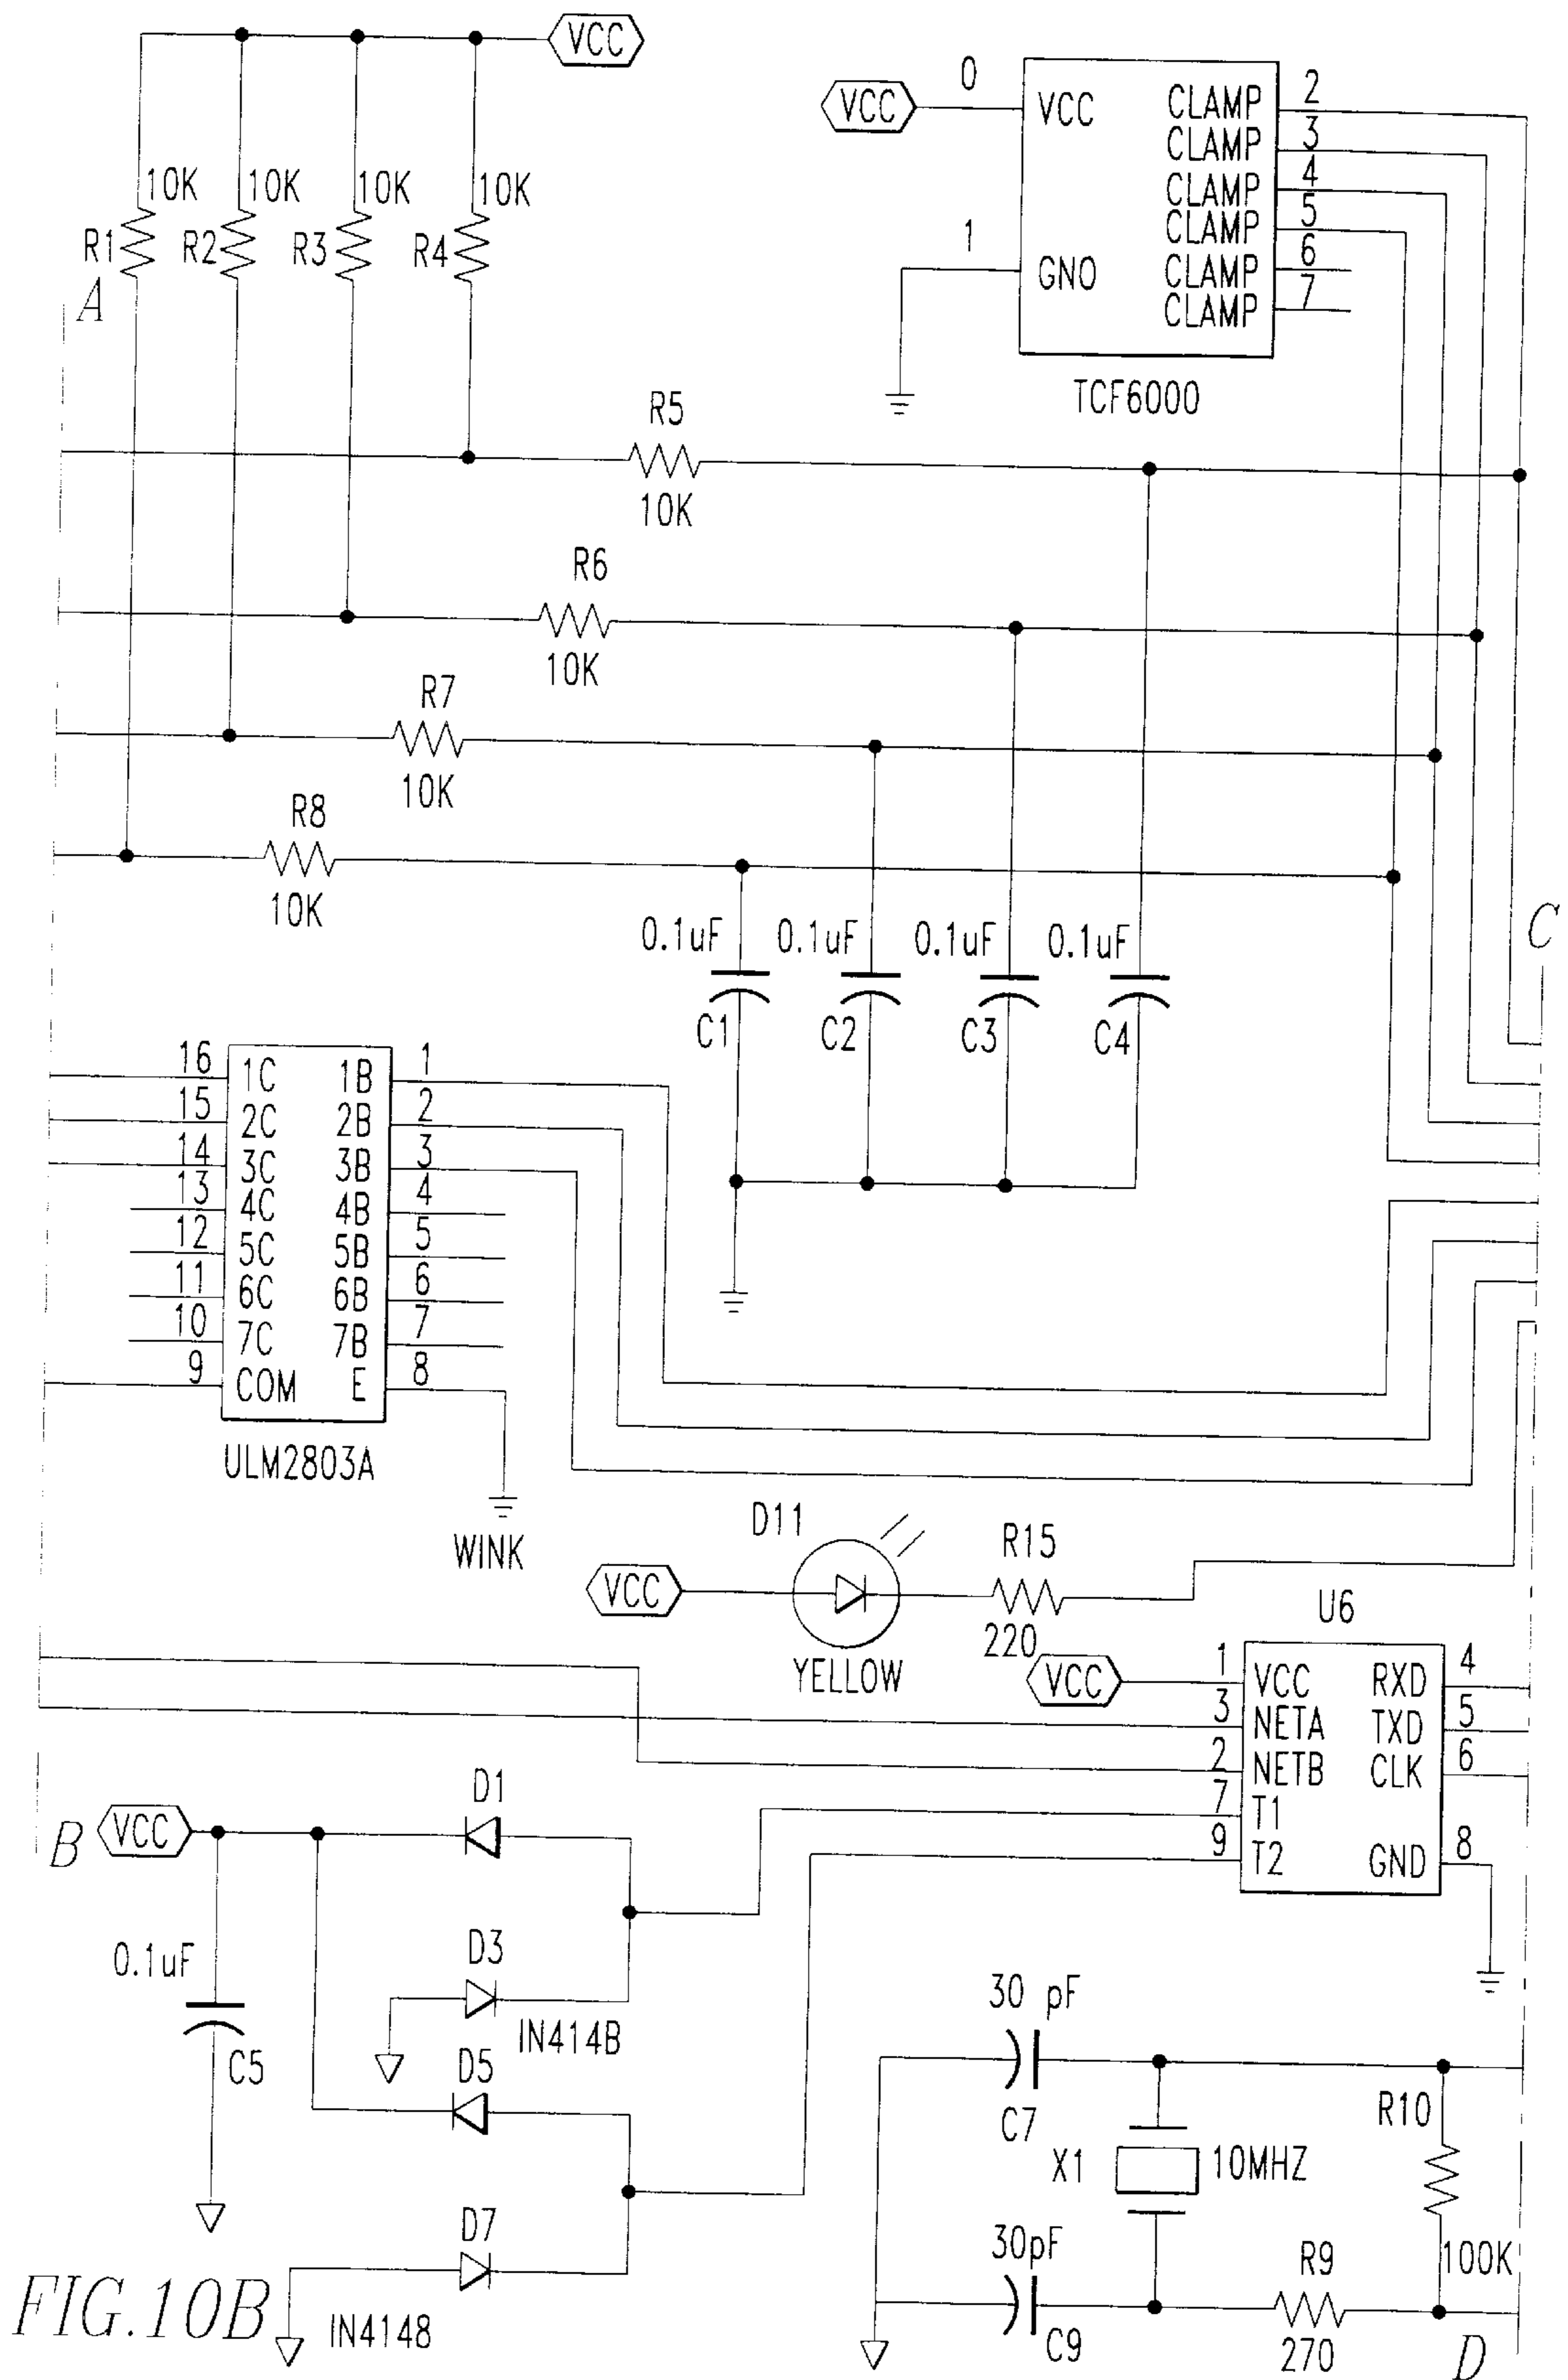 VCC
0
2
VCC
VCC
CLAMP
3
CLAMP
4
CLAMP
5
CLAMP
6
CLAMP
7
CLAMP
1
GNO
TCF6000
10K
10K
10K
10K
R1
R2
R3
R4
A
R5
10K
R6
10K
R7
10K
R8
10K
C
0.1uF
0.1uF
0.1uF
0.1uF
C1
C2
C3
C4
16
1C
1B
1
15
2C
2B
2
14
3C
3B
3
13
4C
4B
4
12
5C
5B
5
11
6C
6B
6
10
7C
7B
7
9
COM
E
8
ULM2803A
WINK
D11
R15
VCC
220
YELLOW
U6
VCC
1
VCC
RXD
4
3
NETA
TXD
5
2
NETB
CLK
6
7
T1
9
T2
GND
8
B
VCC
D1
0.1uF
C5
D3
IN414B
D5
D7
IN4148
30 pF
C7
R10
X1
10MHZ
30pF
C9
R9
270
100K
D
FIG.10B